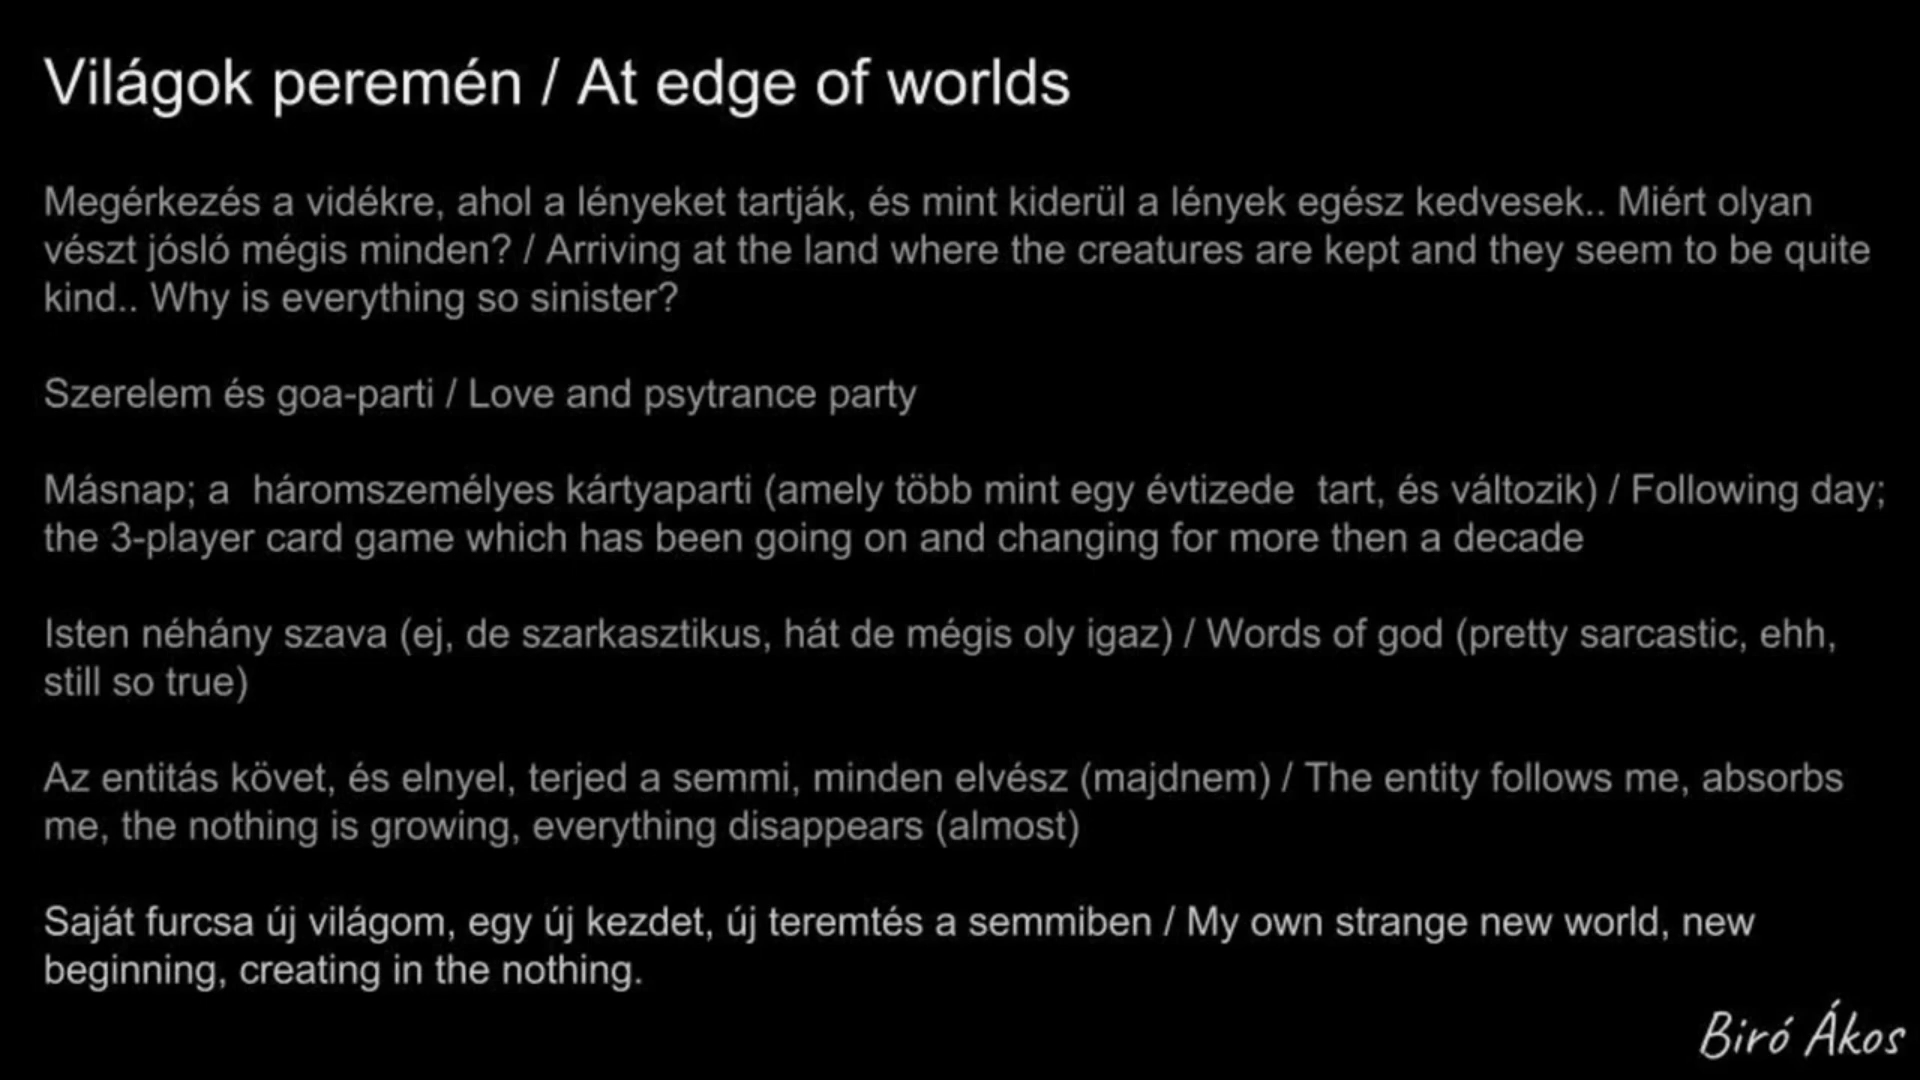 Világok peremén / At edge of worlds
Megérkezés a vidékre, ahol a lényeket tartják, és mint kiderül a lények egész kedvesek.. Miért olyan
vészt jósló mégis minden? / Arriving at the land where the creatures are kept and they seem to be quite
kind.. Why is everything so sinister?
Szerelem és goa-parti / Love and psytrance party
Másnap; a  háromszemélyes kártyaparti (amely több mint egy évtizede  tart, és változik) / Following day;
the 3-player card game which has been going on and changing for more then a decade
Isten néhány szava (ej, de szarkasztikus, hát de mégis oly igaz) / Words of god (pretty sarcastic, ehh,
still so true)
Az entitás követ, és elnyel, terjed a semmi, minden elvész (majdnem) / The entity follows me, absorbs
me, the nothing is growing, everything disappears (almost)
Saját furcsa új világom, egy új kezdet, új teremtés a semmiben / My own strange new world, new
beginning, creating in the nothing.
Biró Ákos